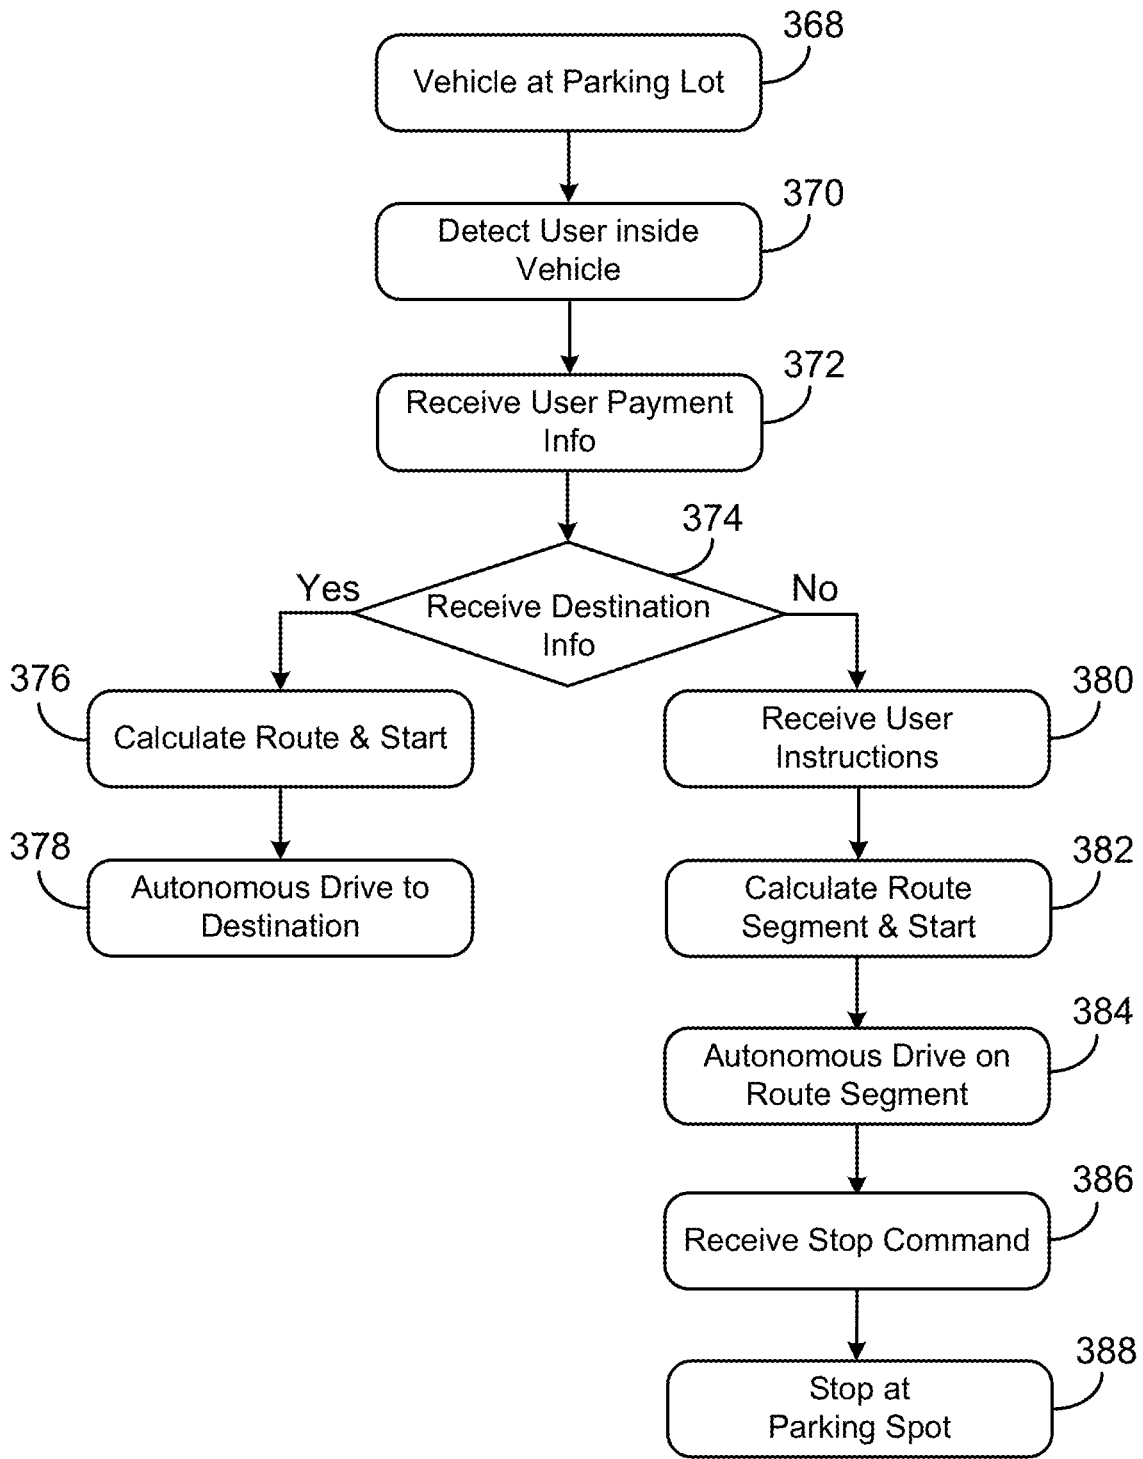 368
Vehicle at Parking Lot
370
Detect User inside
Vehicle
372
Receive User Payment
Info
374
Yes
No
Receive Destination
Info
376
Calculate Route & Start
380
Receive User
Instructions
378
Autonomous Drive to
Destination
382
Calculate Route
Segment & Start
384
Autonomous Drive on
Route Segment
386
Receive Stop Command
388
Stop at
Parking Spot